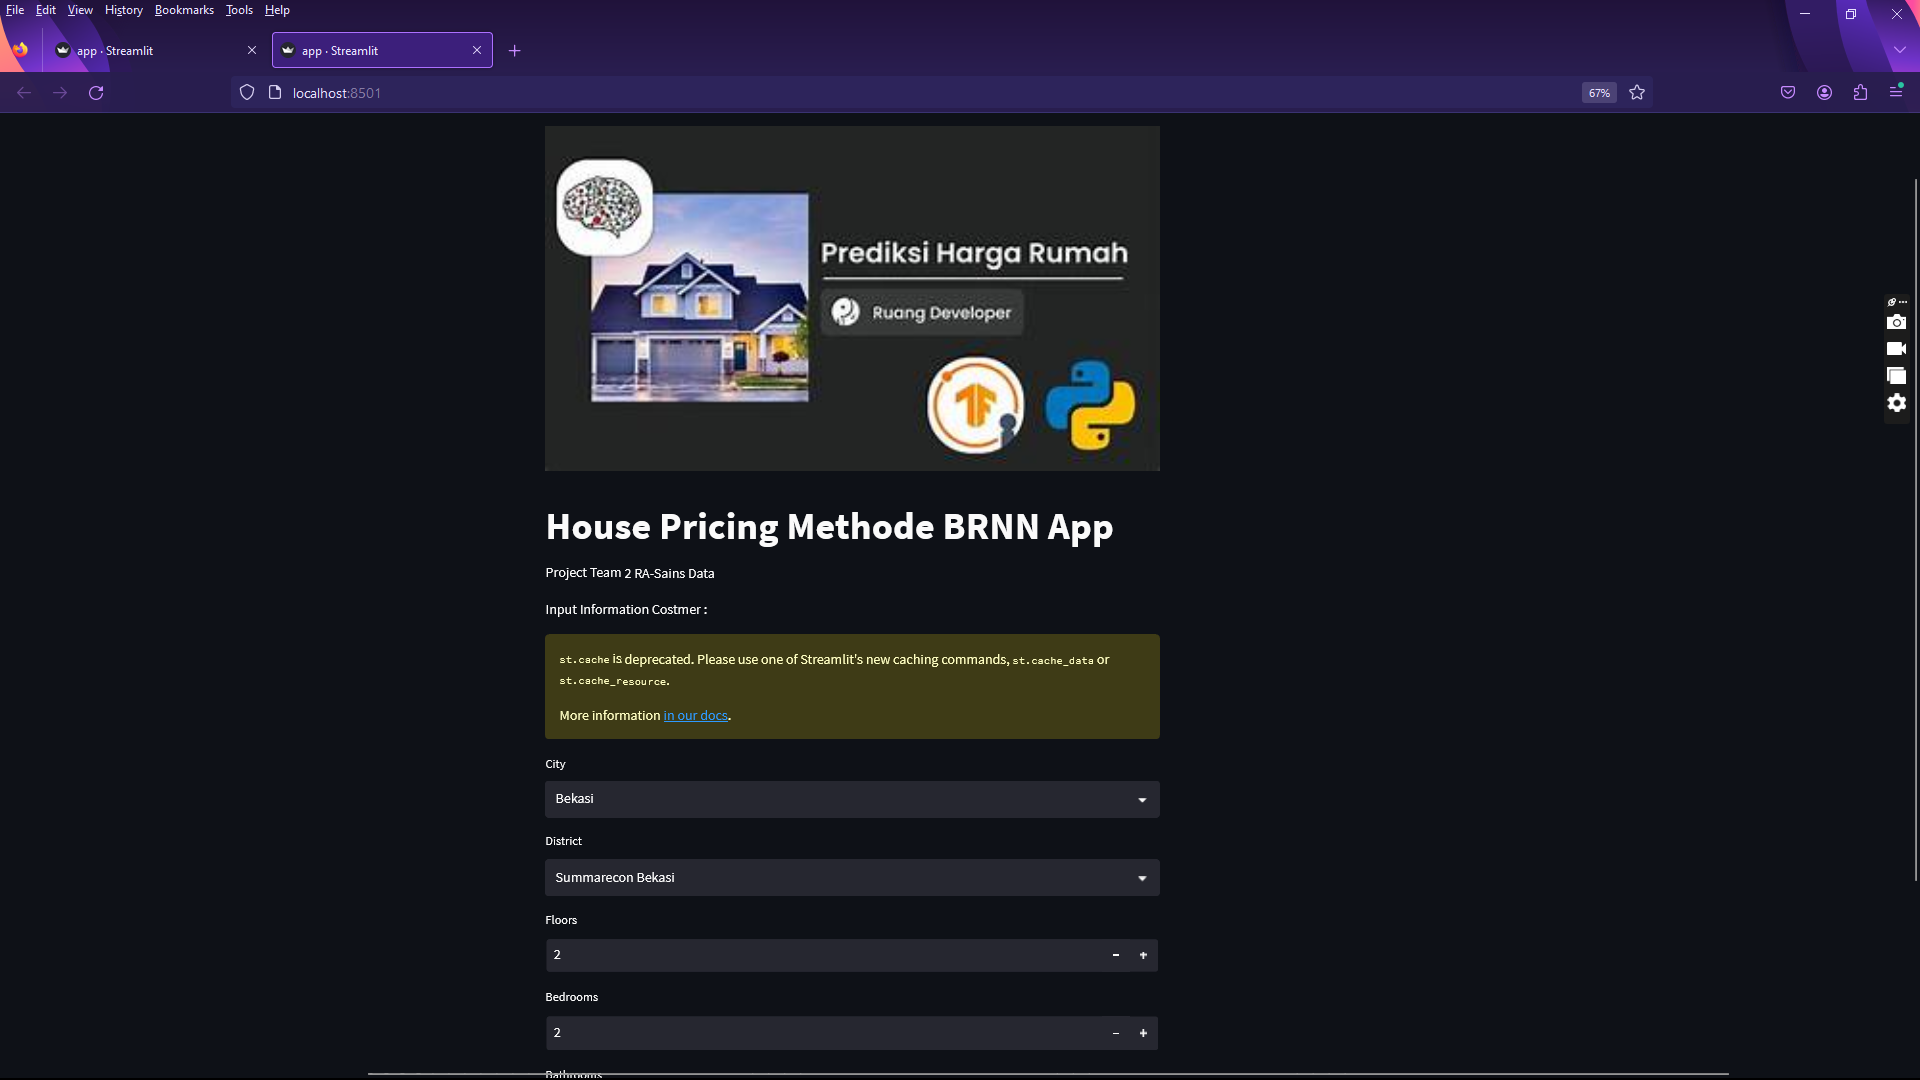 File Edit View History Bookmarks Tools Help
app · Streamlit
app · Streamlit
localhost:8501
67%
Prediksi Harga Rumah
Ruang Developer
House Pricing Methode BRNN App
Project Team 2 RA-Sains Data
Input Information Costmer :
st.cache is deprecated. Please use one of Streamlit's new caching commands, st.cache_data or
st.cache_resource.
More information in our docs.
City
Bekasi
District
Summarecon Bekasi
Floors
2
Bedrooms
2
Bathrooms